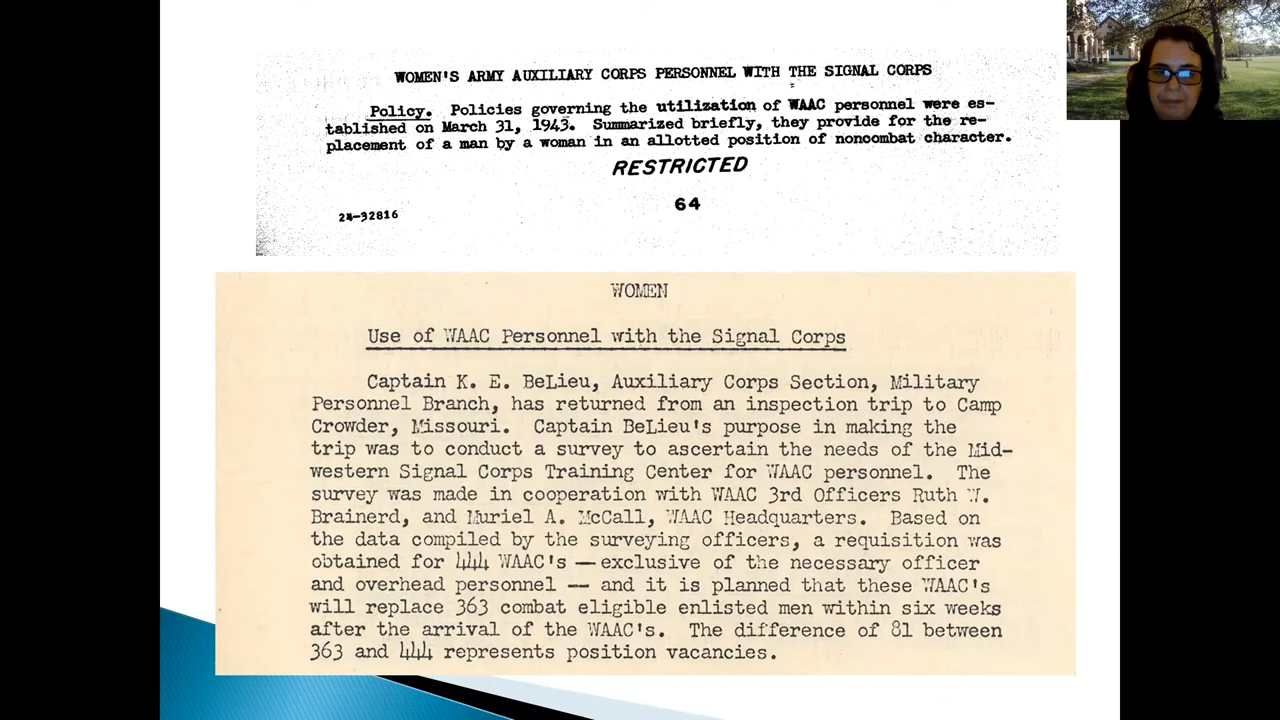 WOMEN'S ARMY AUXILIARY CORPS PERSONNEL WITH THE SIGNAL CORPS
Policy. Policies governing the utilization of WAAC personnel were es-
tablished on March 31, 1943. Summarized briefly, they provide for the re-
placement of a man by a woman in an allotted position of noncombat character.
RESTRICTED
64
24-32816
WOMEN
Use of WAAC Personnel with the Signal Corps
Captain K. E. BeLieu, Auxiliary Corps Section, Military
Personnel Branch, has returned from an inspection trip to Camp
Crowder, Missouri. Captain BeLieu's purpose in making the
trip was to conduct a survey to ascertain the needs of the Mid-
western Signal Corps Training Center for WAAC personnel. The
survey was made in cooperation with WAAC 3rd Officers Ruth W.
Brainerd, and Muriel A. McCall, WAAC Headquarters. Based on
the data compiled by the surveying officers, a requisition was
obtained for 444 WAAC's — exclusive of the necessary officer
and overhead personnel -- and it is planned that these WAAC's
will replace 363 combat eligible enlisted men within six weeks
after the arrival of the WAAC's. The difference of 81 between
363 and 444 represents position vacancies.